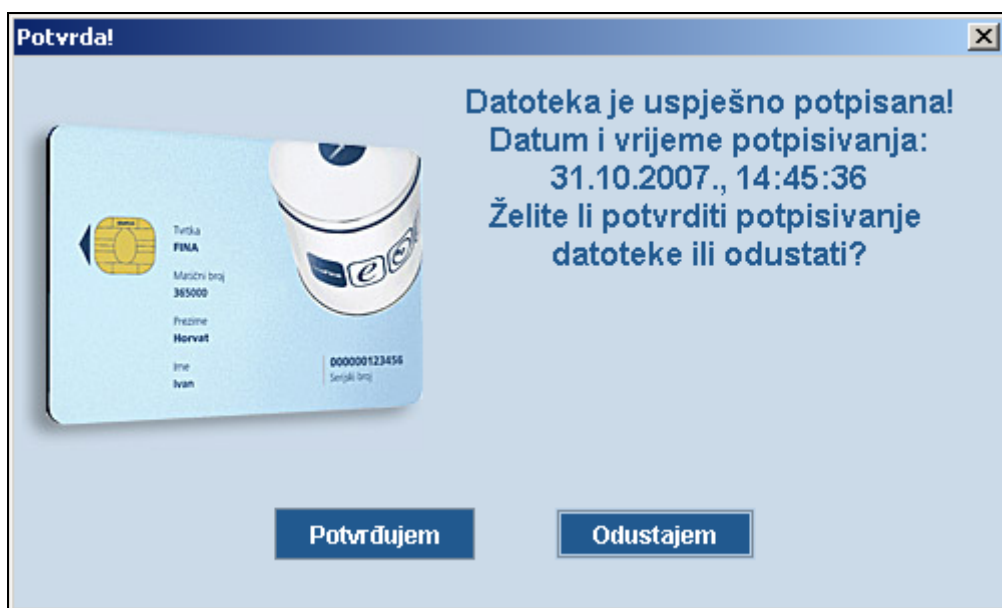 Potvrda!
Datoteka je uspješno potpisana!
Datum i vrijeme potpisivanja:
31.10.2007., 14:45:36
Želite li potvrditi potpisivanje
datoteke ili odustati?
Tvrtka
FINA
Matični broj
365000
Prezime
Horvat
Ime
Ivan
000000123456
Serijski broj
e
Potvrđujem
Odustajem